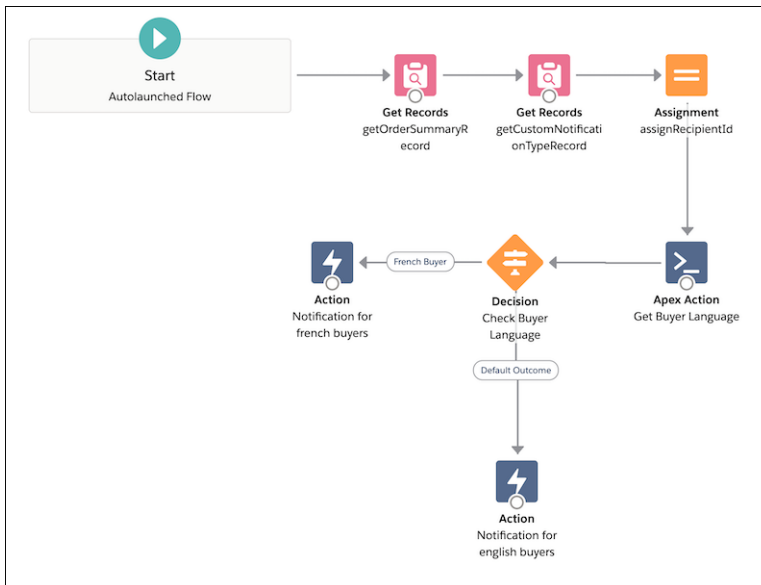 Start
Autolaunched Flow
Get Records
getOrderSummaryR
ecord
Get Records
getCustomNotificati
onTypeRecord
Assignment
assignRecipientId
Action
Notification for
french buyers
French Buyer
Decision
Check Buyer
Language
Apex Action
Get Buyer Language
Default Outcome
Action
Notification for
english buyers